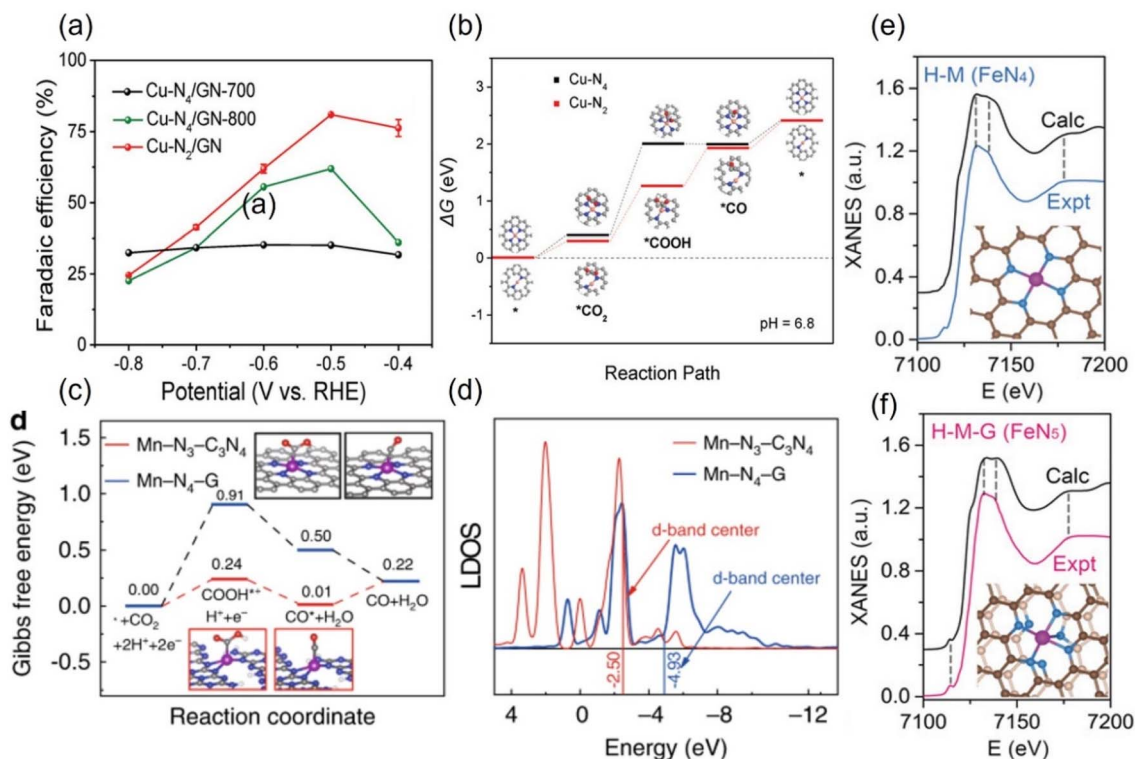 (a)
100
75
50
25
0
Faradaic efficiency (%)
Cu-N₄/GN-700
Cu-N₄/GN-800
Cu-N₂/GN
(a)
-0.8 -0.7 -0.6 -0.5 -0.4
Potential (V vs. RHE)
(b)
3
2
1
0
-1
ΔG (eV)
Cu-N₄
Cu-N₂
*
*CO₂
*COOH
*CO
*
pH = 6.8
Reaction Path
(e)
H-M (FeN₄)
Calc
Expt
XANES (a.u.)
1.6
1.2
0.8
0.4
0.0
7100 7150 7200
E (eV)
(c)
d
Mn–N₃–C₃N₄
Mn–N₄–G
Gibbs free energy (eV)
1.5
1.0
0.5
0.0
-0.5
0.91
0.50
0.24
0.22
0.00
0.01
*+CO₂
+2H⁺+2e⁻
COOH*+
H⁺+e⁻
CO*+H₂O
CO+H₂O
Reaction coordinate
(d)
LDOS
Mn–N₃–C₃N₄
Mn–N₄–G
d-band center
d-band center
-2.50
-4.93
4 0 −4 −8 −12
Energy (eV)
(f)
H-M-G (FeN₅)
Calc
Expt
XANES (a.u.)
1.6
1.2
0.8
0.4
0.0
7100 7150 7200
E (eV)